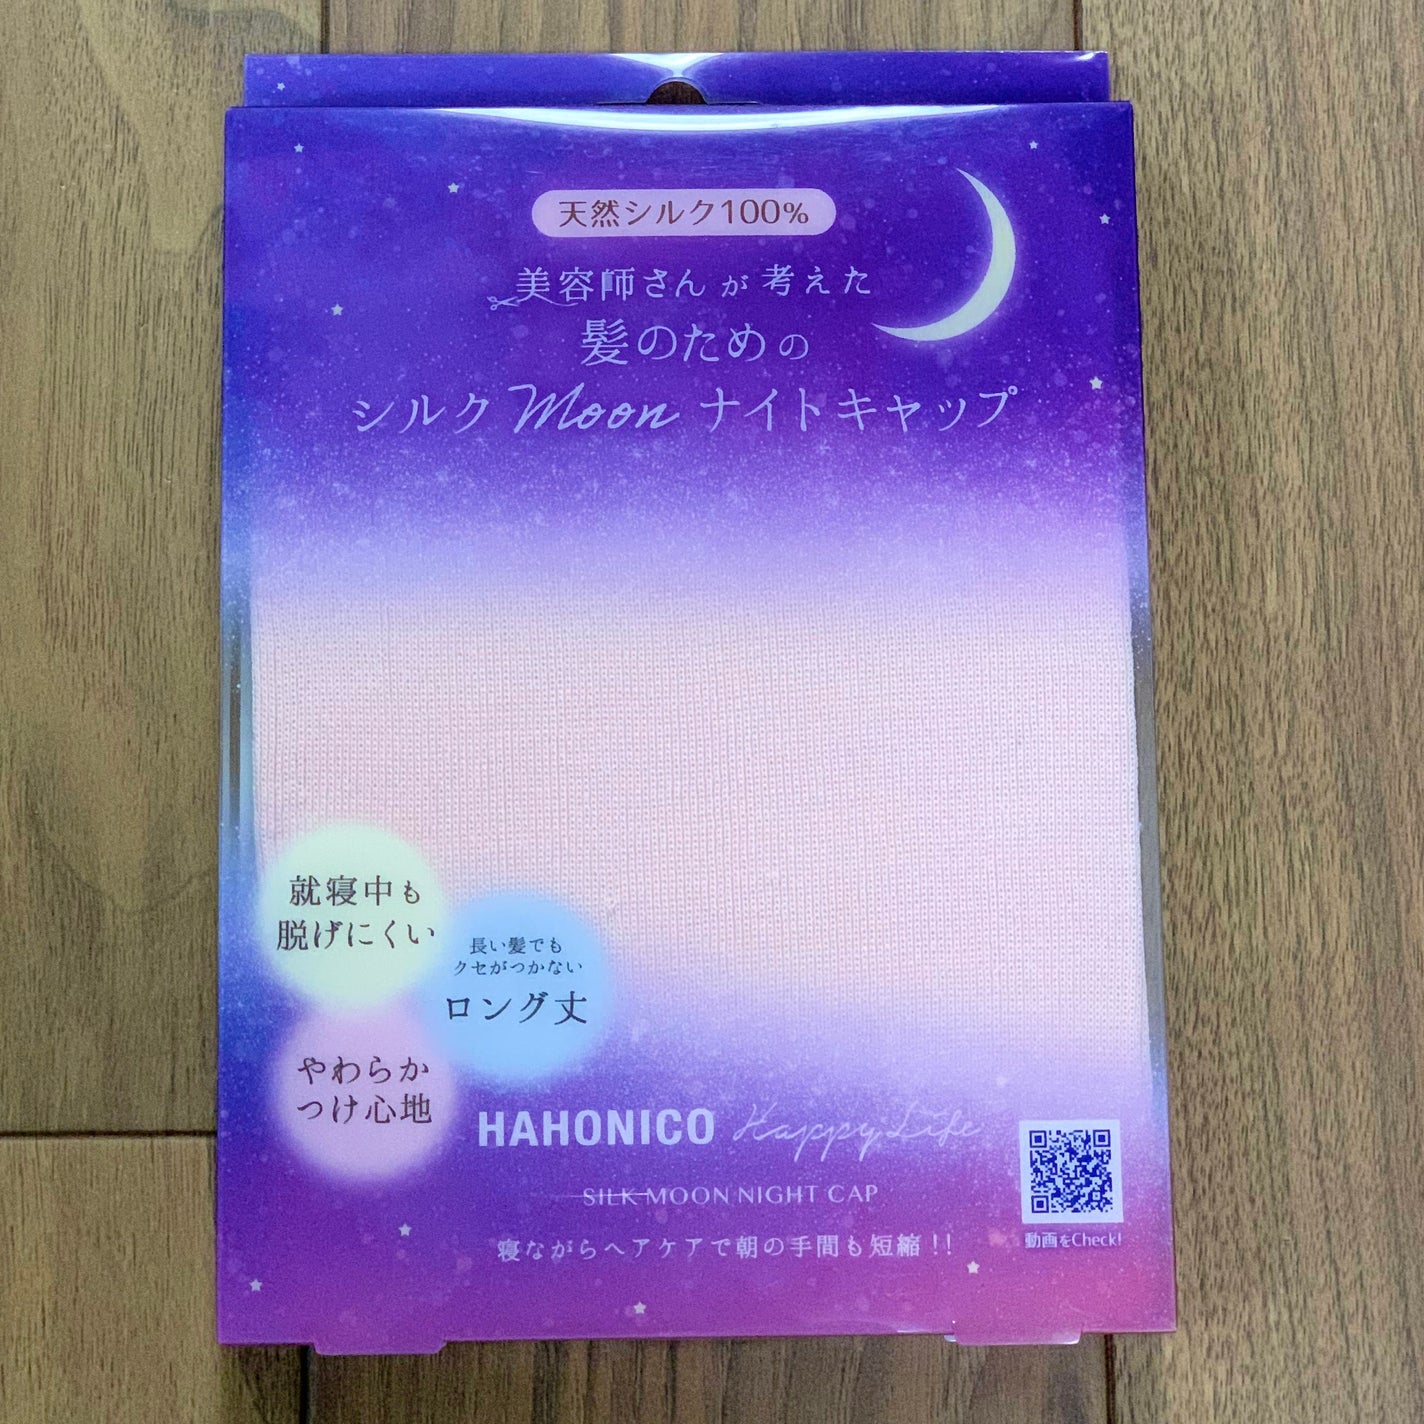 天然シルク100%
美容師さんが考えた
髪のための
シルクMoonナイトキャップ
就寝中も
脱げにくい
長い髪でも
クセがつかない
ロング丈
やわらか
つけ心地
HAHONICO Happy Life
SILK MOON NIGHT CAP
寝ながらヘアケアで朝の手間も短縮!!
動画をCheck!